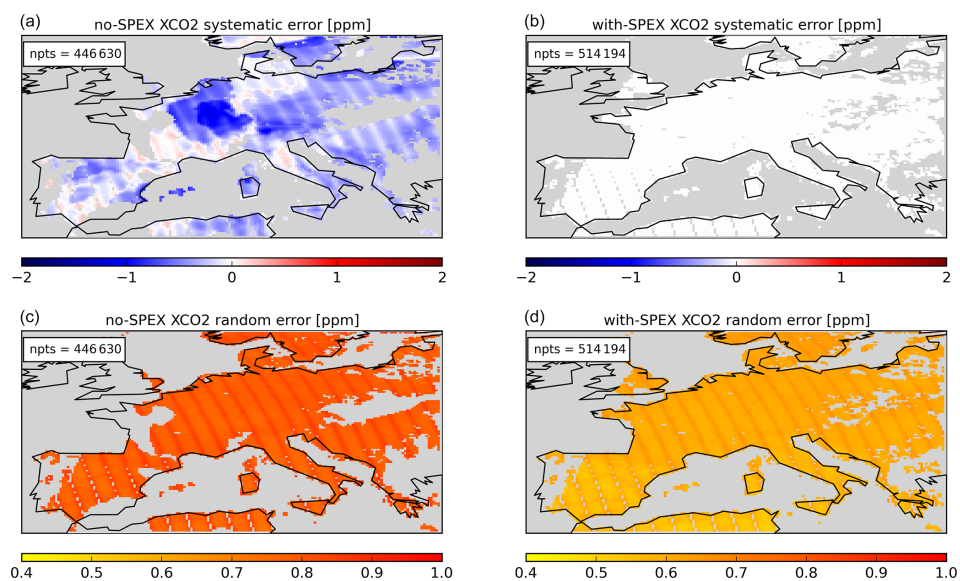 (a)
no-SPEX XCO2 systematic error [ppm]
npts = 446 630
−2 −1 0 1 2
(b)
with-SPEX XCO2 systematic error [ppm]
npts = 514 194
−2 −1 0 1 2
(c)
no-SPEX XCO2 random error [ppm]
npts = 446 630
0.4 0.5 0.6 0.7 0.8 0.9 1.0
(d)
with-SPEX XCO2 random error [ppm]
npts = 514 194
0.4 0.5 0.6 0.7 0.8 0.9 1.0